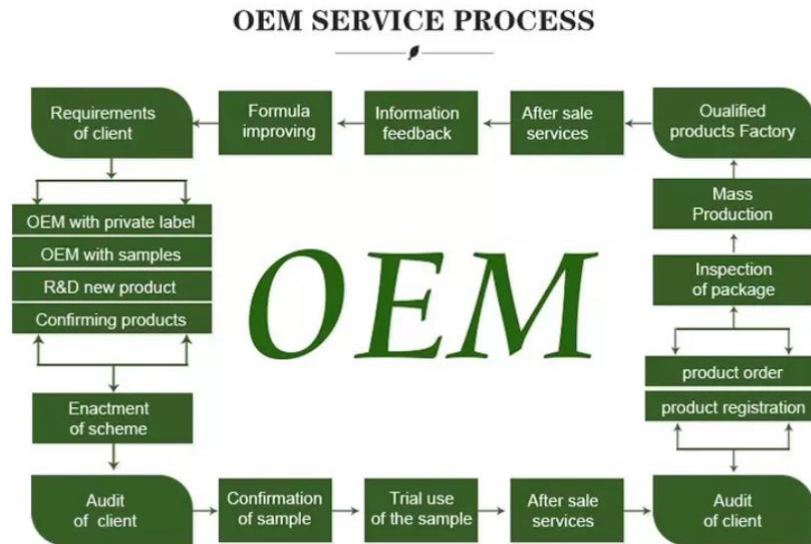 OEM SERVICE PROCESS
Requirements
of client
Formula
improving
Information
feedback
After sale
services
Oualified
products Factory
OEM with private label
OEM with samples
R&D new product
Confirming products
Enactment
of scheme
Audit
of client
Confirmation
of sample
Trial use
of the sample
After sale
services
Audit
of client
product registration
product order
Inspection
of package
Mass
Production
OEM